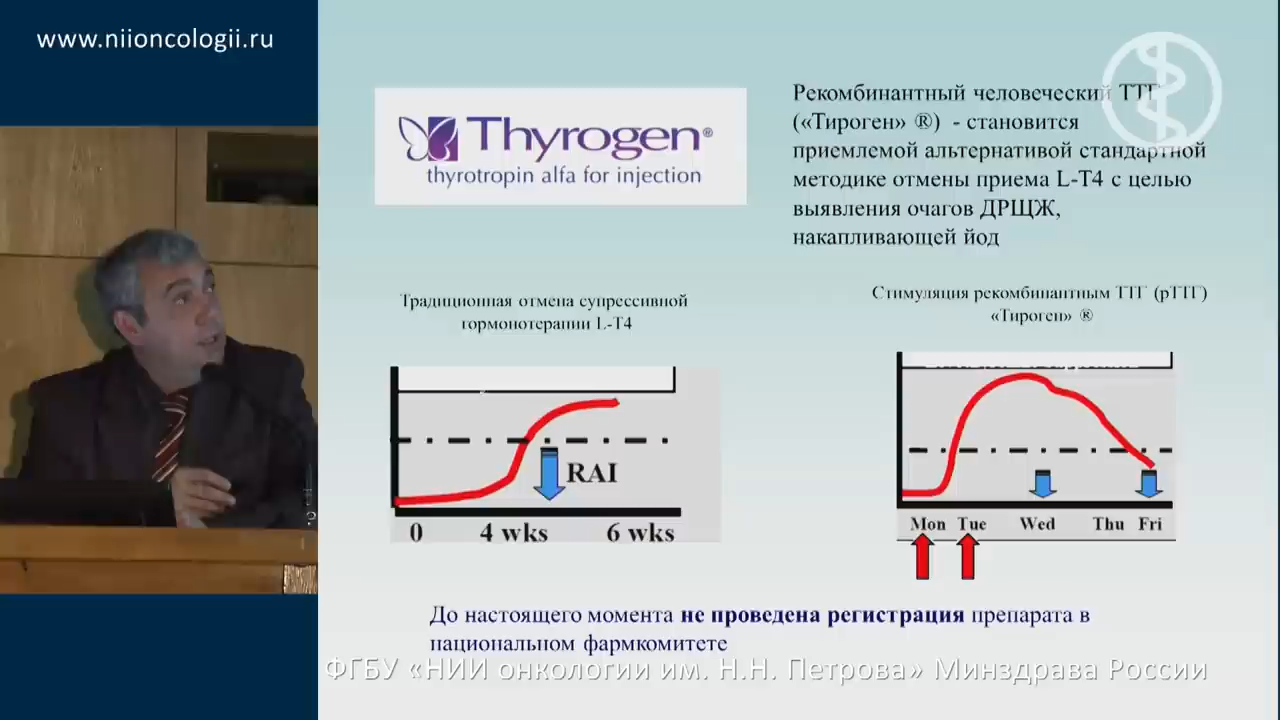 www.niioncologii.ru
Thyrogen®
thyrotropin alfa for injection
Рекомбинантный человеческий ТТГ
(«Тироген» ®) - становится
приемлемой альтернативой стандартной
методике отмены приема L-T4 с целью
выявления очагов ДРЩЖ,
накапливающей йод
Традиционная отмена супрессивной
гормонотерапии L-T4
RAI
0 4 wks 6 wks
Стимуляция рекомбинантным ТТГ (рТТГ)
«Тироген» ®
Mon Tue Wed Thu Fri
До настоящего момента не проведена регистрация препарата в
национальном фармкомитете
ФГБУ «НИИ онкологии им. Н.Н. Петрова» Минздрава России